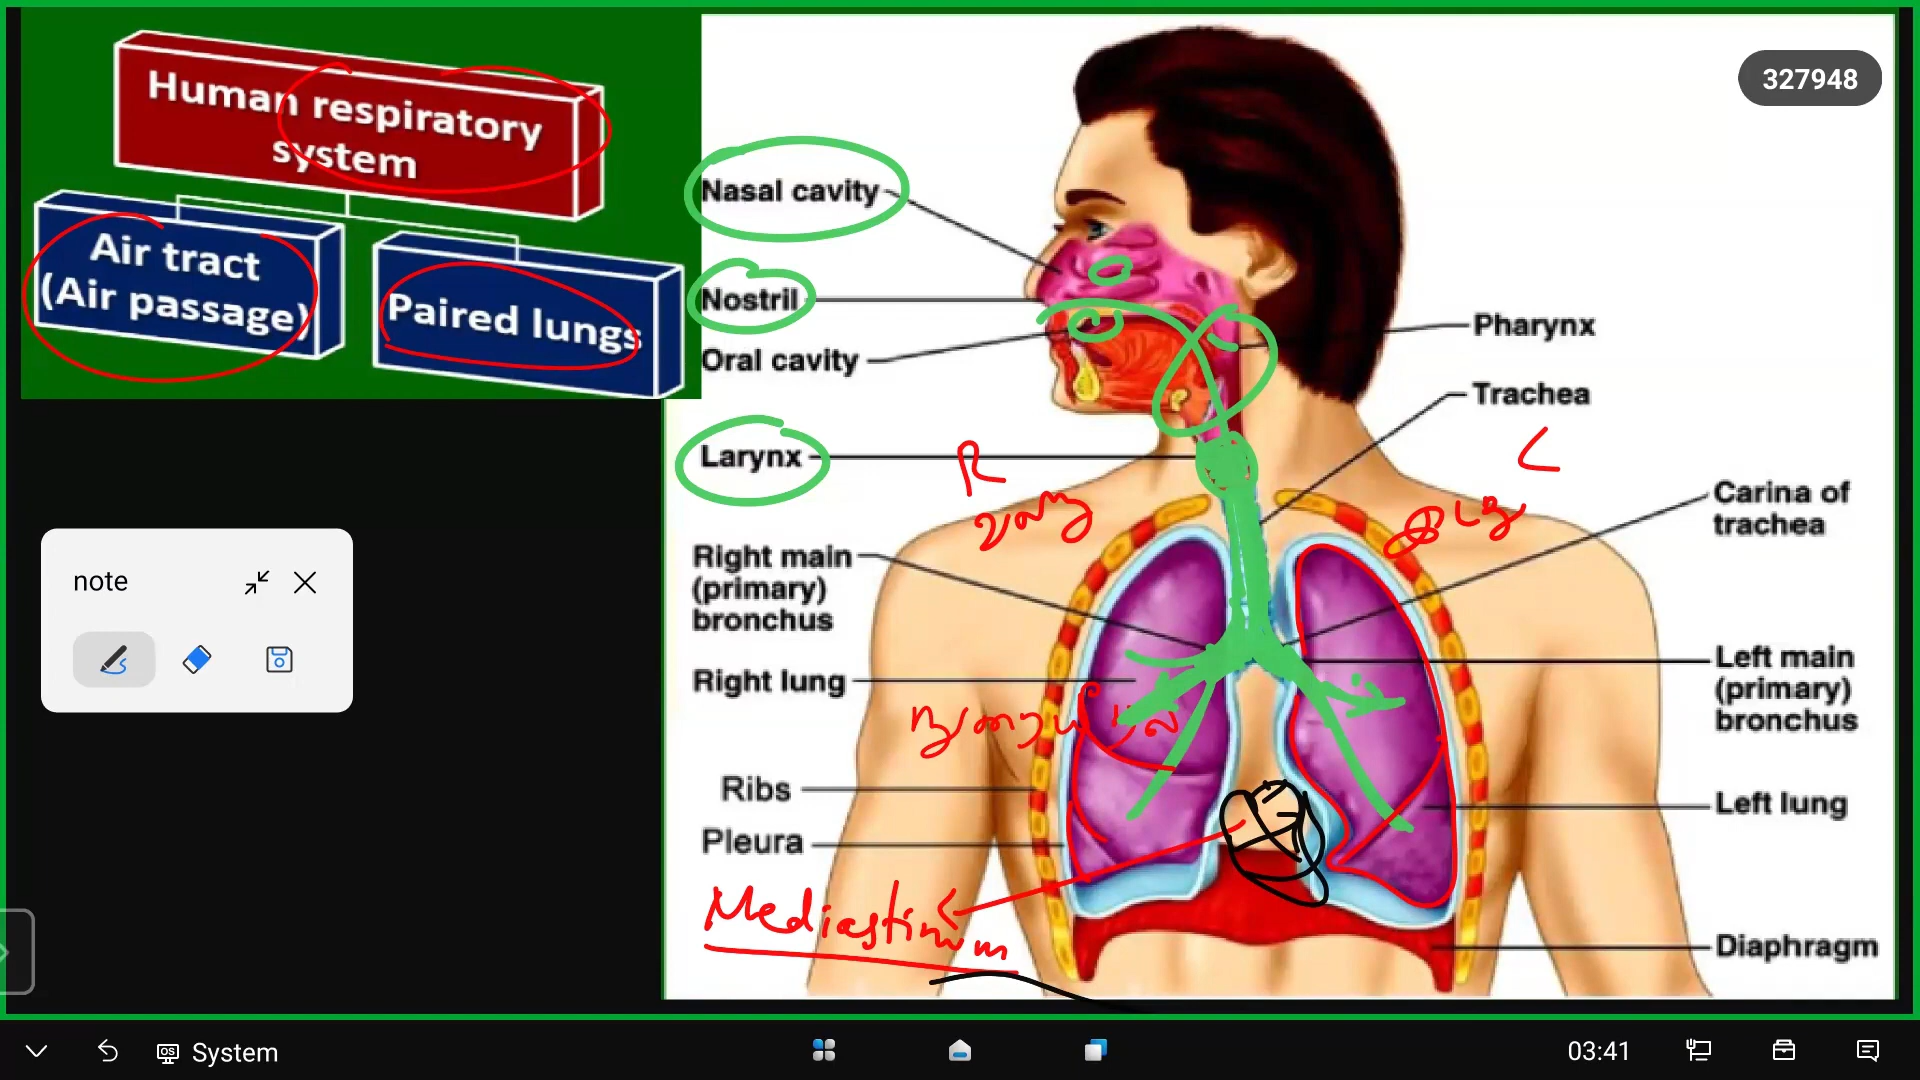 Human respiratory
system
Air tract
(Air passage)
Paired lungs
327948
Nasal cavity
Nostril
Oral cavity
Larynx
Pharynx
Trachea
R
L
Carina of
trachea
Right main
(primary)
bronchus
Right lung
Left main
(primary)
bronchus
Ribs
Left lung
Pleura
Mediastinum
Diaphragm
note
System
03:41